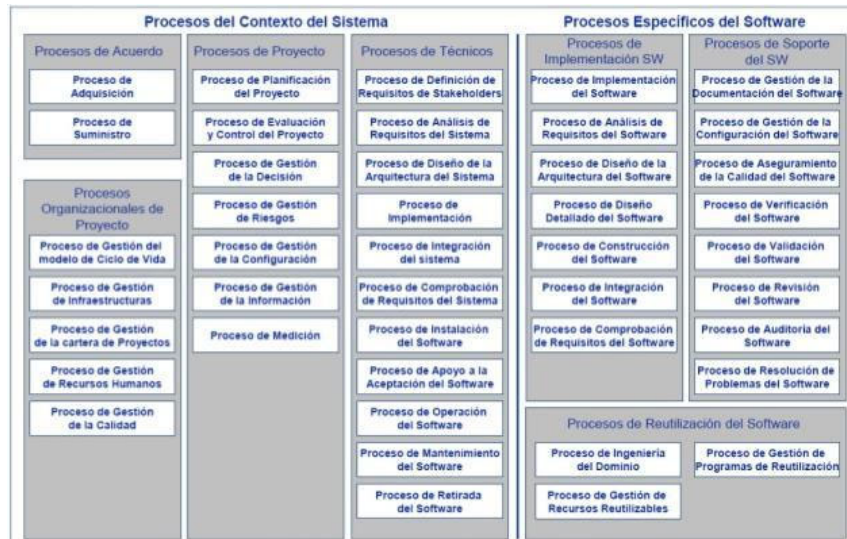 Procesos del Contexto del Sistema
Procesos Específicos del Software
Procesos de Acuerdo
Proceso de
Adquisición
Proceso de
Suministro
Procesos
Organizacionales de
Proyecto
Proceso de Gestión del
modelo de Ciclo de Vida
Proceso de Gestión
de Infraestructuras
Proceso de Gestión
de la cartera de Proyectos
Proceso de Gestión
de Recursos Humanos
Proceso de Gestión
de la Calidad
Procesos de Proyecto
Proceso de Planificación
del Proyecto
Proceso de Evaluación
y Control del Proyecto
Proceso de Gestión
de la Decisión
Proceso de Gestión
de Riesgos
Proceso de Gestión
de la Configuración
Proceso de Gestión
de la Información
Proceso de Medición
Procesos de Técnicos
Proceso de Definición de
Requisitos de Stakeholders
Proceso de Análisis de
Requisitos del Sistema
Proceso de Diseño de la
Arquitectura del Sistema
Proceso de
Implementación
Proceso de Integración
del sistema
Proceso de Comprobación
de Requisitos del Sistema
Proceso de Instalación
del Software
Proceso de Apoyo a la
Aceptación del Software
Proceso de Operación
del Software
Proceso de Mantenimiento
del Software
Proceso de Retirada
del Software
Procesos de
Implementación SW
Proceso de Implementación
del Software
Proceso de Análisis de
Requisitos del Software
Proceso de Diseño de la
Arquitectura del Software
Proceso de Diseño
Detallado del Software
Proceso de Construcción
del Software
Proceso de Integración
del Software
Proceso de Comprobación
de Requisitos del Software
Procesos de Soporte
del SW
Proceso de Gestión de la
Documentación del Software
Proceso de Gestión de la
Configuración del Software
Proceso de Aseguramiento
de la Calidad del Software
Proceso de Verificación
del Software
Proceso de Validación
del Software
Proceso de Revisión
del Software
Proceso de Auditoría del
Software
Proceso de Resolución de
Problemas del Software
Procesos de Reutilización del Software
Proceso de Ingeniería
del Dominio
Proceso de Gestión de
Programas de Reutilización
Proceso de Gestión de
Recursos Reutilizables